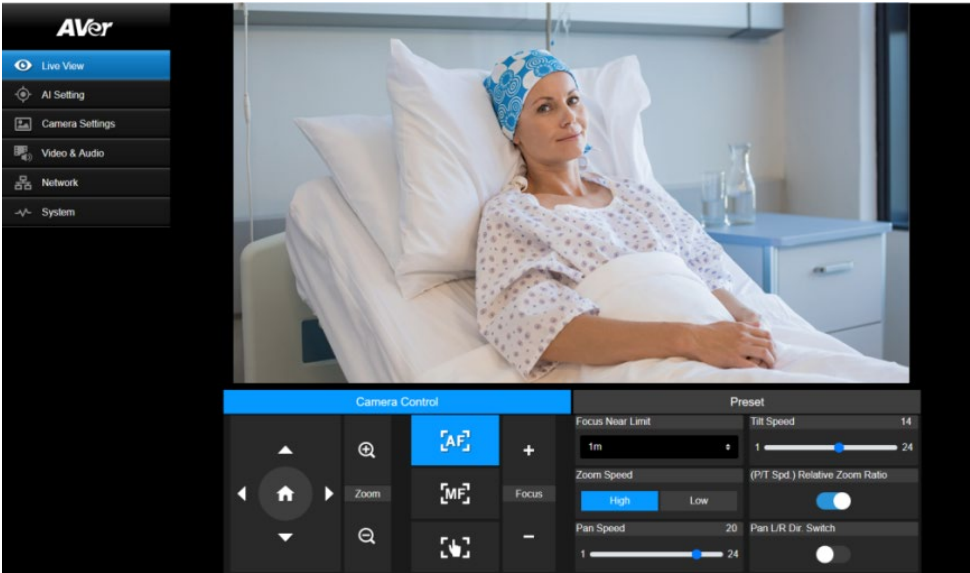 AVer
Live View
AI Setting
Camera Settings
Video & Audio
Network
System
Camera Control
Preset
Zoom
AF
MF
Focus
Focus Near Limit
1m
Tilt Speed 14
1 24
Zoom Speed
High Low
(P/T Spd.) Relative Zoom Ratio
Pan Speed 20
1 24
Pan L/R Dir. Switch